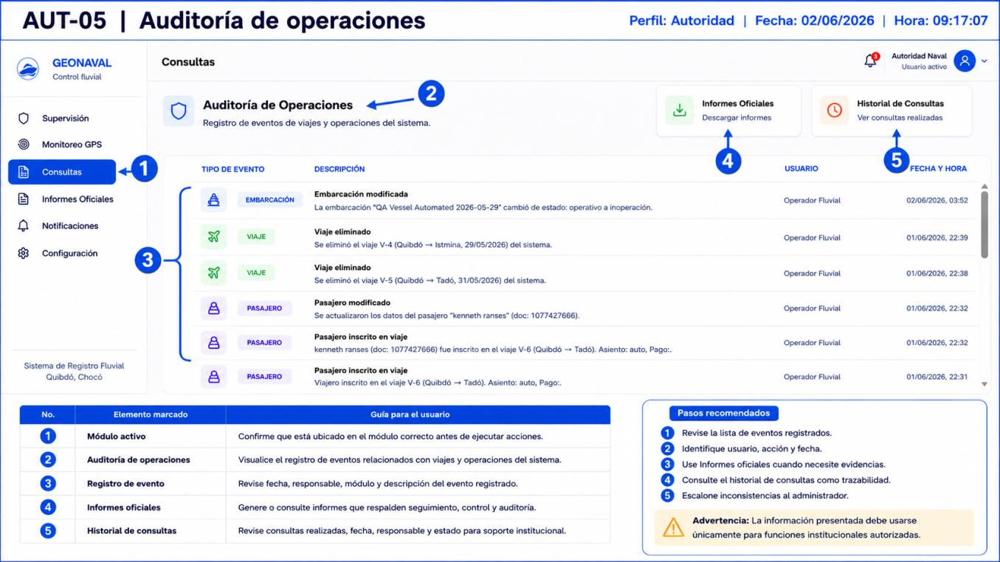 AUT-05 | Auditoría de operaciones
Perfil: Autoridad | Fecha: 02/06/2026 | Hora: 09:17:07
GEONAVAL
Control fluvial
Supervisión
Monitoreo GPS
Consultas
1
Informes Oficiales
Notificaciones
Configuración
Sistema de Registro Fluvial
Quibdó, Chocó
Consultas
3
Autoridad Naval
Usuario activo
Auditoría de Operaciones
2
Registro de eventos de viajes y operaciones del sistema.
Informes Oficiales
Descargar informes
4
Historial de Consultas
Ver consultas realizadas
5
TIPO DE EVENTO DESCRIPCIÓN USUARIO FECHA Y HORA
3
Embarcación modificada
EMBARCACIÓN La embarcación "QA Vessel Automated 2026-05-29" cambió de estado: operativo a inoperación. Operador Fluvial 02/06/2026, 03:52
Viaje eliminado
VIAJE Se eliminó el viaje V-4 (Quibdó → Istmina, 29/05/2026) del sistema. Operador Fluvial 01/06/2026, 22:39
Viaje eliminado
VIAJE Se eliminó el viaje V-5 (Quibdó → Tadó, 31/05/2026) del sistema. Operador Fluvial 01/06/2026, 22:38
Pasajero modificado
PASAJERO Se actualizaron los datos del pasajero "kenneth ranses" (doc: 1077427666). Operador Fluvial 01/06/2026, 22:32
Pasajero inscrito en viaje
PASAJERO kenneth ranses (doc: 1077427666) fue inscrito en el viaje V-6 (Quibdó → Tadó). Asiento: auto, Pago:. Operador Fluvial 01/06/2026, 22:32
Pasajero inscrito en viaje
PASAJERO Viajero inscrito en el viaje V-6 (Quibdó → Tadó). Asiento: auto, Pago:. Operador Fluvial 01/06/2026, 22:31
No. Elemento marcado Guía para el usuario
1 Módulo activo Confirme que está ubicado en el módulo correcto antes de ejecutar acciones.
2 Auditoría de operaciones Visualice el registro de eventos relacionados con viajes y operaciones del sistema.
3 Registro de evento Revise fecha, responsable, módulo y descripción del evento registrado.
4 Informes oficiales Genere o consulte informes que respalden seguimiento, control y auditoría.
5 Historial de consultas Revise consultas realizadas, fecha, responsable y estado para soporte institucional.
Pasos recomendados
1 Revise la lista de eventos registrados.
2 Identifique usuario, acción y fecha.
3 Use Informes oficiales cuando necesite evidencias.
4 Consulte el historial de consultas como trazabilidad.
5 Escalone inconsistencias al administrador.
Advertencia: La información presentada debe usarse
únicamente para funciones institucionales autorizadas.